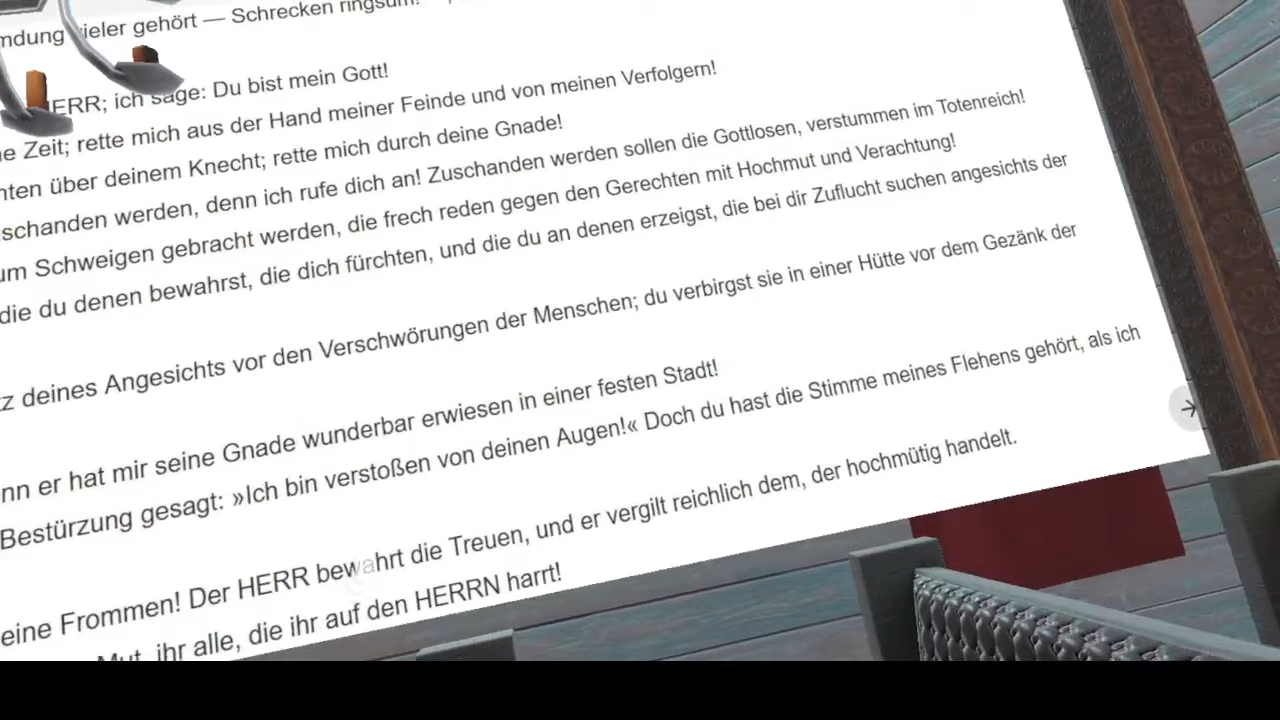 ieler gehört — Schrecken ringsum!
ERR; ich sage: Du bist mein Gott!
e Zeit; rette mich aus der Hand meiner Feinde und von meinen Verfolgern!
hten über deinem Knecht; rette mich durch deine Gnade!
schanden werden, denn ich rufe dich an! Zuschanden werden sollen die Gottlosen, verstummen im Totenreich!
um Schweigen gebracht werden, die frech reden gegen den Gerechten mit Hochmut und Verachtung!
die du denen bewahrst, die dich fürchten, und die du an denen erzeigst, die bei dir Zuflucht suchen angesichts der
z deines Angesichts vor den Verschwörungen der Menschen; du verbirgst sie in einer Hütte vor dem Gezänk der
nn er hat mir seine Gnade wunderbar erwiesen in einer festen Stadt!
Bestürzung gesagt: »Ich bin verstoßen von deinen Augen!« Doch du hast die Stimme meines Flehens gehört, als ich
eine Frommen! Der HERR bewahrt die Treuen, und er vergilt reichlich dem, der hochmütig handelt.
Mut, ihr alle, die ihr auf den HERRN harrt!